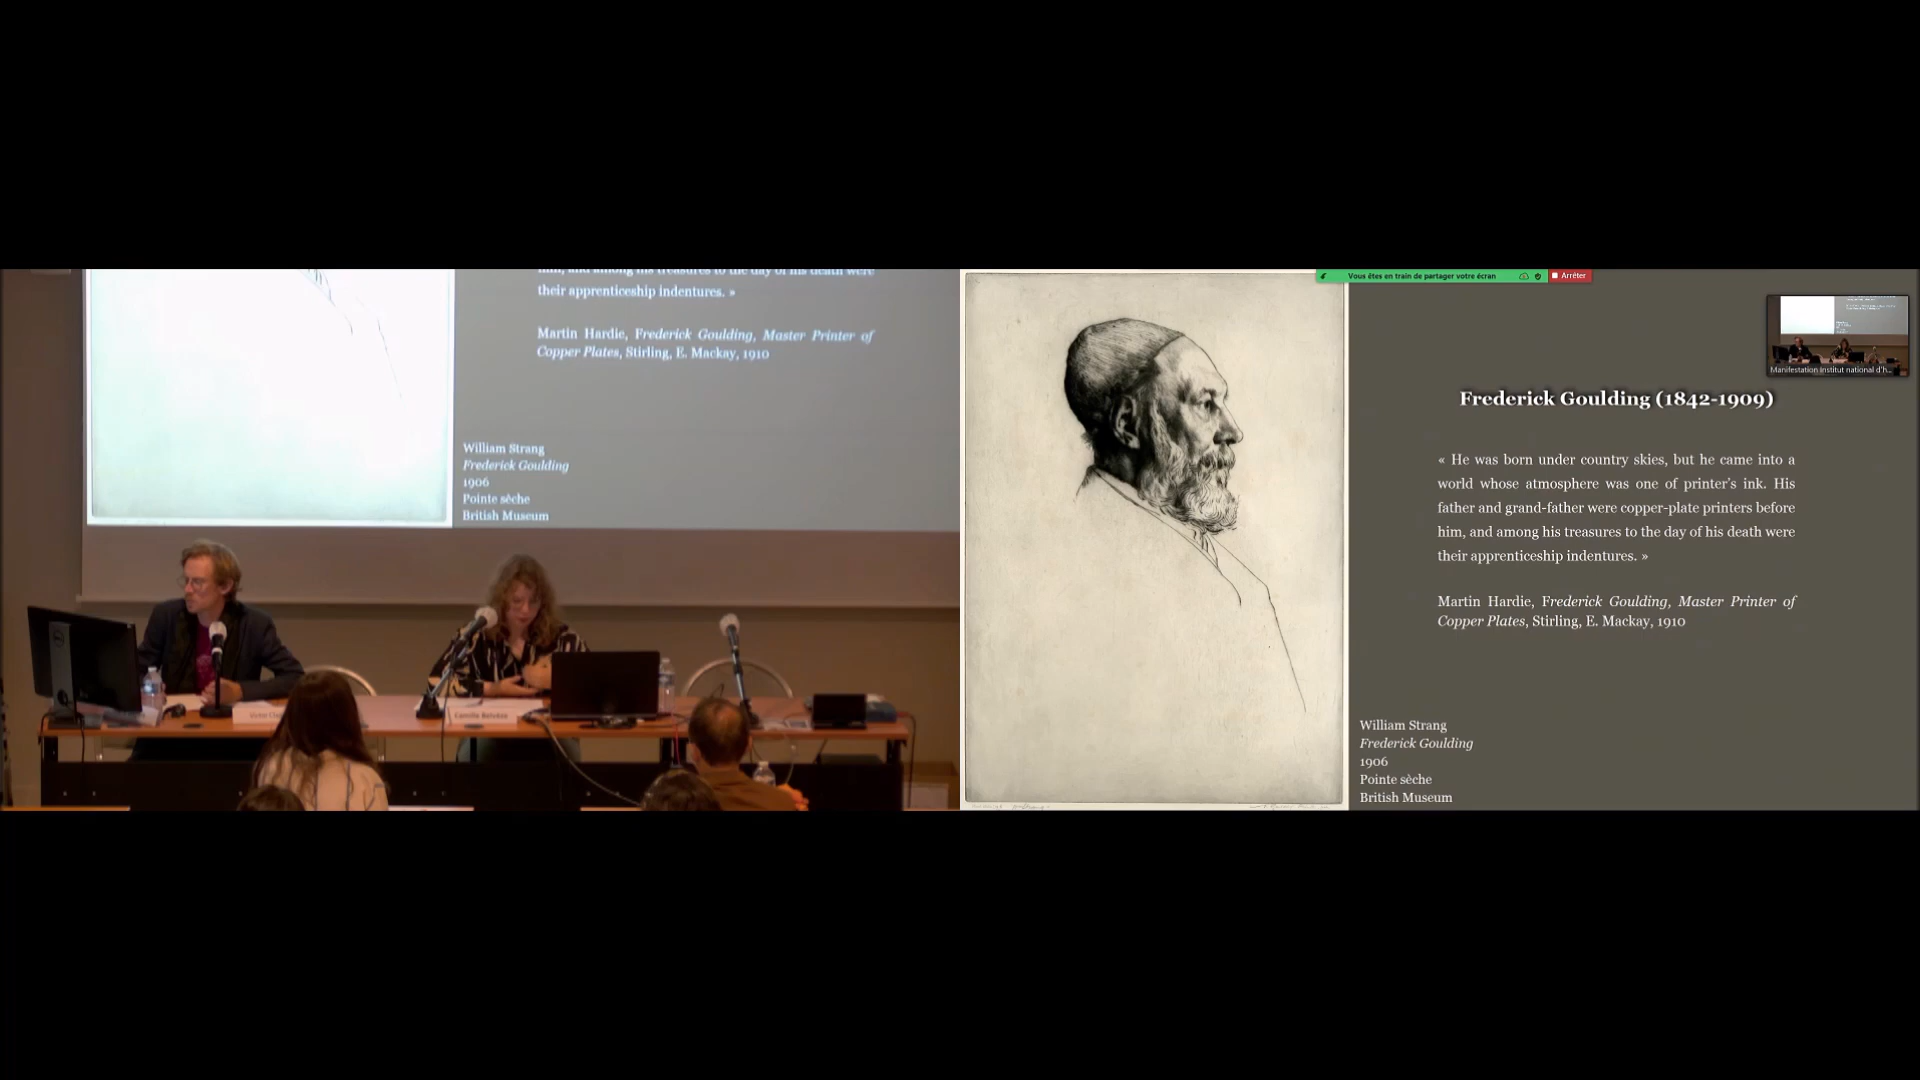 him, and among his treasures to the day of his death were
their apprenticeship indentures. »
Martin Hardie, Frederick Goulding, Master Printer of
Copper Plates, Stirling, E. Mackay, 1910
William Strang
Frederick Goulding
1906
Pointe sèche
British Museum
Camille Belvèze
Vous êtes en train de partager votre écran
Arrêter
Manifestation Institut national d'h...
Frederick Goulding (1842-1909)
« He was born under country skies, but he came into a
world whose atmosphere was one of printer's ink. His
father and grand-father were copper-plate printers before
him, and among his treasures to the day of his death were
their apprenticeship indentures. »
Martin Hardie, Frederick Goulding, Master Printer of
Copper Plates, Stirling, E. Mackay, 1910
William Strang
Frederick Goulding
1906
Pointe sèche
British Museum